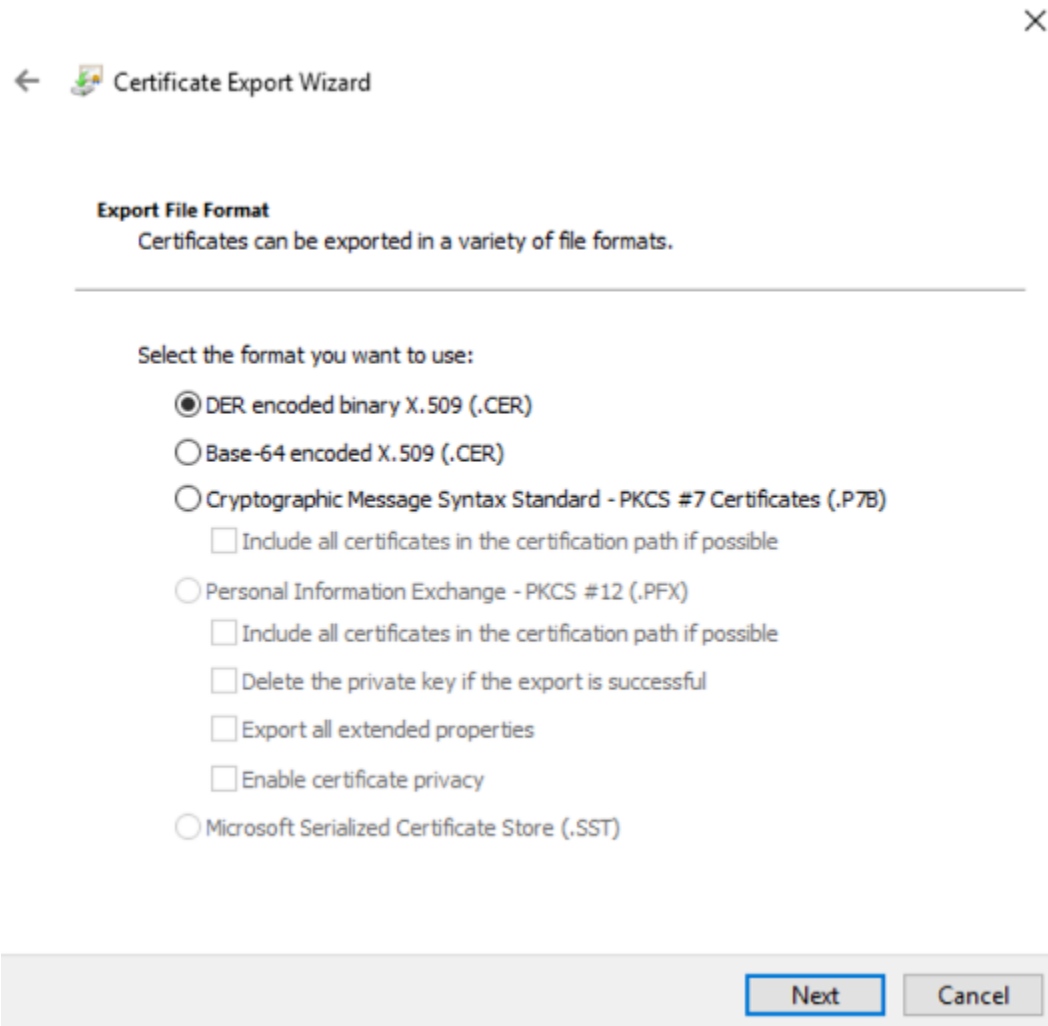 Certificate Export Wizard
Export File Format
Certificates can be exported in a variety of file formats.
Select the format you want to use:
DER encoded binary X.509 (.CER)
Base-64 encoded X.509 (.CER)
Cryptographic Message Syntax Standard - PKCS #7 Certificates (.P7B)
Include all certificates in the certification path if possible
Personal Information Exchange - PKCS #12 (.PFX)
Include all certificates in the certification path if possible
Delete the private key if the export is successful
Export all extended properties
Enable certificate privacy
Microsoft Serialized Certificate Store (.SST)
Next Cancel